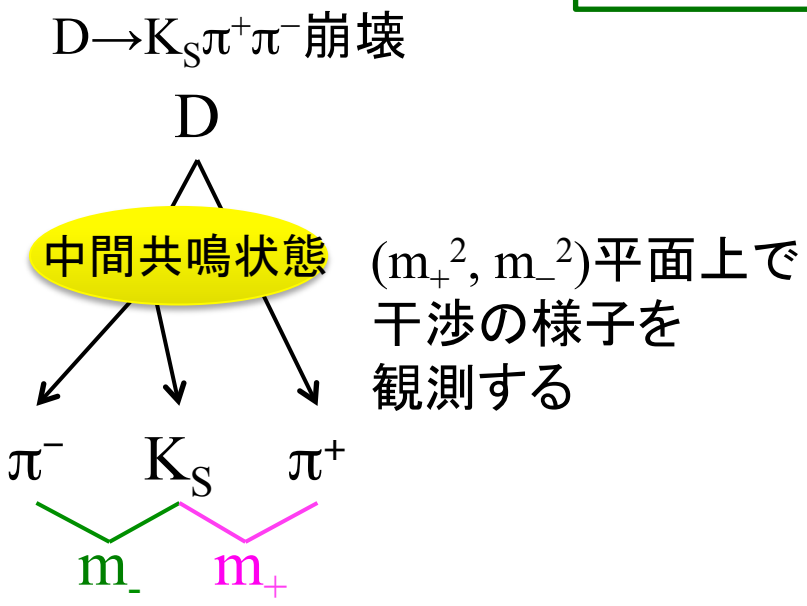 D→K_Sπ⁺π⁻崩壊
D
中間共鳴状態
(m₊², m₋²)平面上で
干渉の様子を
観測する
π⁻ K_S π⁺
m₋ m₊